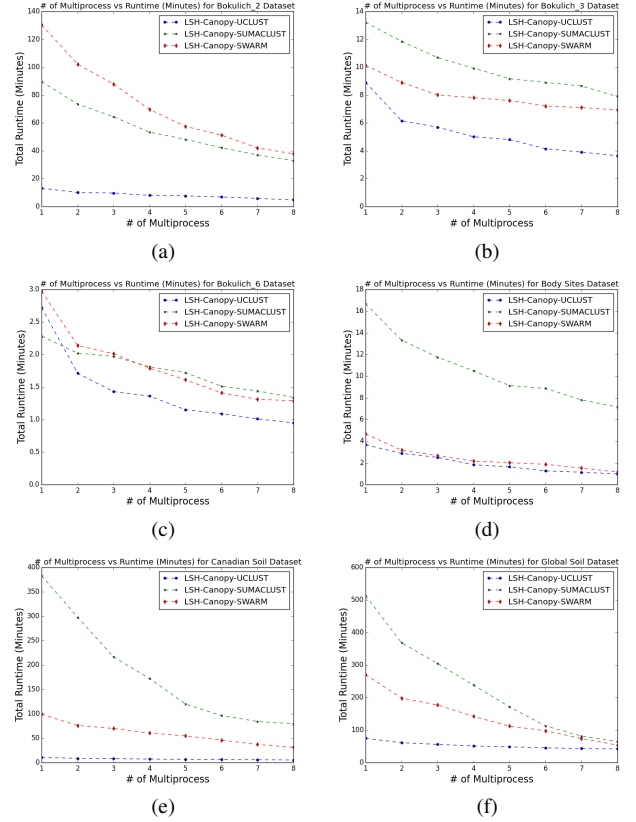 # of Multiprocess vs Runtime (Minutes) for Bokulich_2 Dataset
140
120
100
80
60
40
20
0
Total Runtime (Minutes)
LSH-Canopy-UCLUST
LSH-Canopy-SUMACLUST
LSH-Canopy-SWARM
1 2 3 4 5 6 7 8
# of Multiprocess
(a)
# of Multiprocess vs Runtime (Minutes) for Bokulich_3 Dataset
14
12
10
8
6
4
2
0
Total Runtime (Minutes)
LSH-Canopy-UCLUST
LSH-Canopy-SUMACLUST
LSH-Canopy-SWARM
1 2 3 4 5 6 7 8
# of Multiprocess
(b)
# of Multiprocess vs Runtime (Minutes) for Bokulich_6 Dataset
3.0
2.5
2.0
1.5
1.0
0.5
0.0
Total Runtime (Minutes)
LSH-Canopy-UCLUST
LSH-Canopy-SUMACLUST
LSH-Canopy-SWARM
1 2 3 4 5 6 7 8
# of Multiprocess
(c)
# of Multiprocess vs Runtime (Minutes) for Body Sites Dataset
18
16
14
12
10
8
6
4
2
0
Total Runtime (Minutes)
LSH-Canopy-UCLUST
LSH-Canopy-SUMACLUST
LSH-Canopy-SWARM
1 2 3 4 5 6 7 8
# of Multiprocess
(d)
# of Multiprocess vs Runtime (Minutes) for Canadian Soil Dataset
400
350
300
250
200
150
100
50
0
Total Runtime (Minutes)
LSH-Canopy-UCLUST
LSH-Canopy-SUMACLUST
LSH-Canopy-SWARM
1 2 3 4 5 6 7 8
# of Multiprocess
(e)
# of Multiprocess vs Runtime (Minutes) for Global Soil Dataset
600
500
400
300
200
100
0
Total Runtime (Minutes)
LSH-Canopy-UCLUST
LSH-Canopy-SUMACLUST
LSH-Canopy-SWARM
1 2 3 4 5 6 7 8
# of Multiprocess
(f)